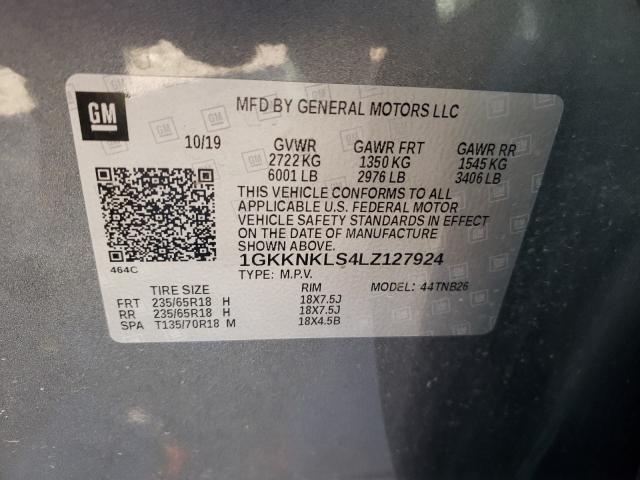 GM
MFD BY GENERAL MOTORS LLC
10/19 GVWR GAWR FRT GAWR RR
2722 KG 1350 KG 1545 KG
6001 LB 2976 LB 3406 LB
THIS VEHICLE CONFORMS TO ALL
APPLICABLE U.S. FEDERAL MOTOR
VEHICLE SAFETY STANDARDS IN EFFECT
ON THE DATE OF MANUFACTURE
SHOWN ABOVE.
464C 1GKKNKLS4LZ127924
TYPE: M.P.V. MODEL: 44TNB26
TIRE SIZE RIM
FRT 235/65R18 H 18X7.5J
RR 235/65R18 H 18X7.5J
SPA T135/70R18 M 18X4.5B